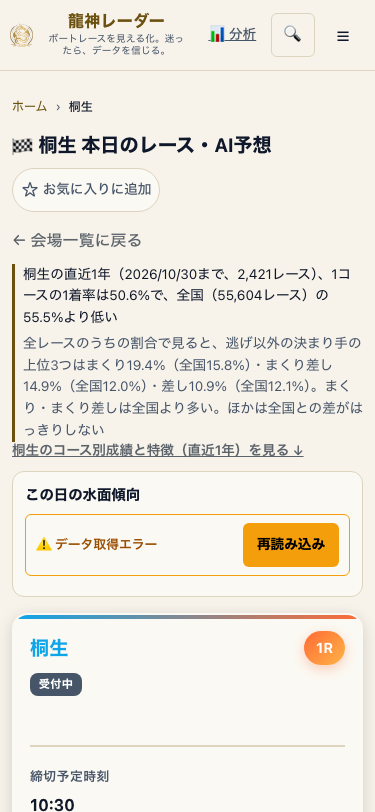 龍神レーダー
ボートレースを見える化。迷っ
たら、データを信じる。
分析
ホーム › 桐生
桐生 本日のレース・AI予想
お気に入りに追加
← 会場一覧に戻る
桐生の直近1年（2026/10/30まで、2,421レース）、1コ
ースの1着率は50.6%で、全国（55,604レース）の
55.5%より低い
全レースのうちの割合で見ると、逃げ以外の決まり手の
上位3つはまくり19.4%（全国15.8%）・まくり差し
14.9%（全国12.0%）・差し10.9%（全国12.1%）。まく
り・まくり差しは全国より多い。ほかは全国との差がは
っきりしない
桐生のコース別成績と特徴（直近1年）を見る ↓
この日の水面傾向
データ取得エラー
再読み込み
桐生
1R
受付中
締切予定時刻
10:30